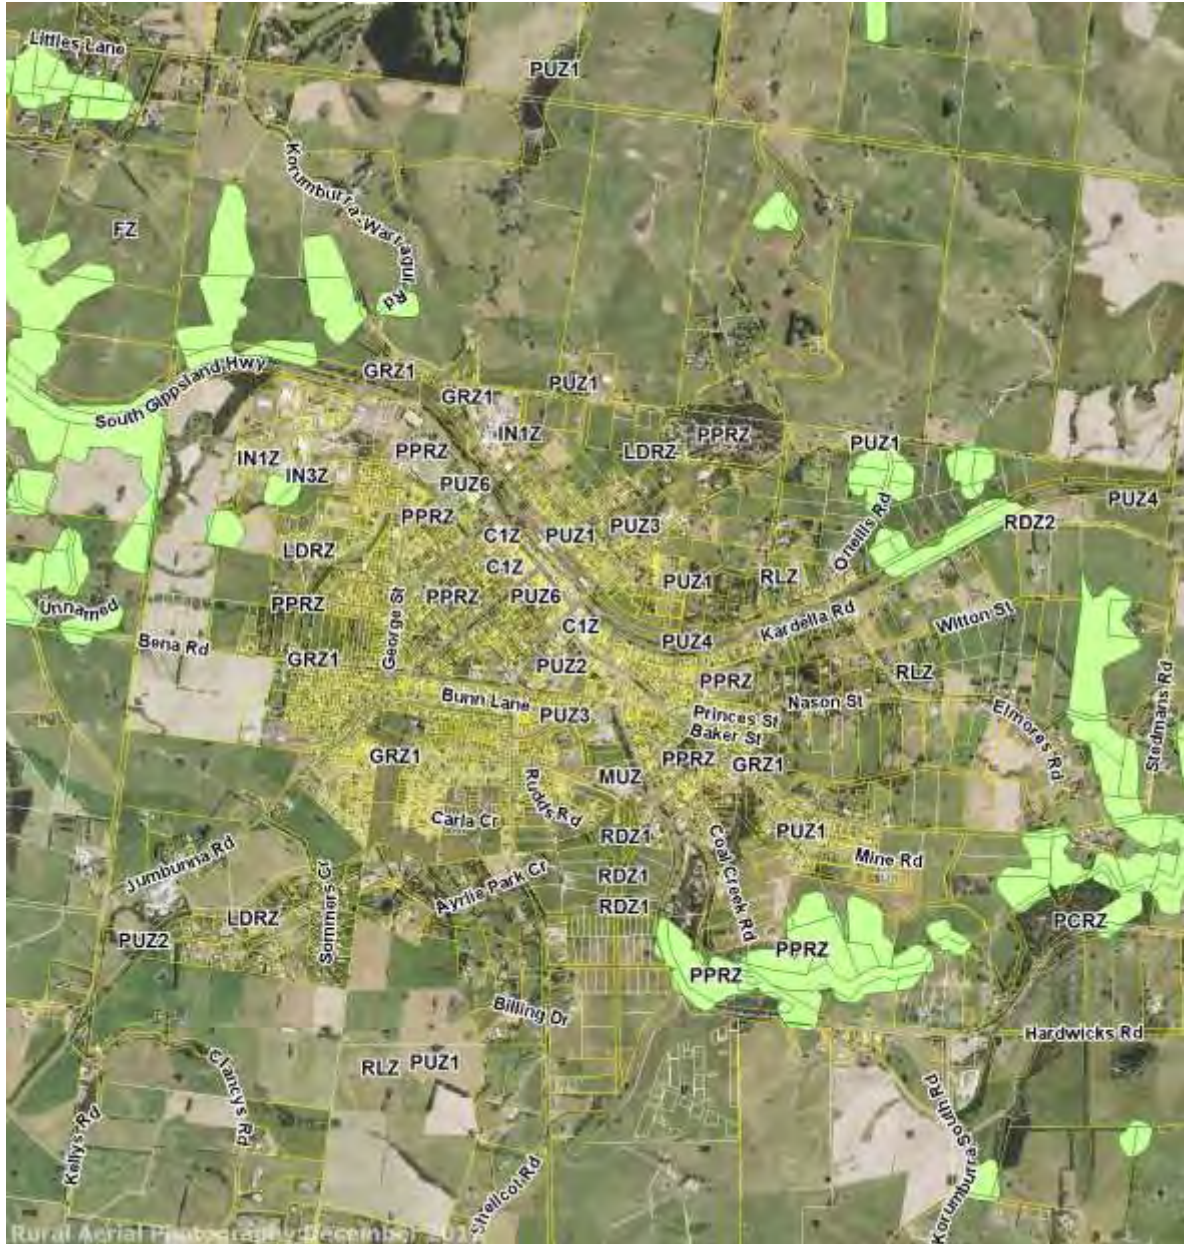 Littles Lane
PUZ1
Korumburra-Warragul Rd
FZ
South Gippsland Hwy
GRZ1
GRZ1
PUZ1
IN1Z
PPRZ
LDRZ
PPRZ
PUZ1
IN1Z
IN3Z
PUZ6
PUZ4
PPRZ
C1Z
PUZ1
PUZ3
RDZ2
LDRZ
C1Z
PUZ1
RLZ
Oneills Rd
Unnamed
PPRZ
George St
PPRZ
PUZ6
C1Z
PUZ4
Kardella Rd
Witton St
Bena Rd
GRZ1
PUZ2
PPRZ
RLZ
Bunn Lane
PUZ3
Princes St
Nason St
Baker St
Elmores Rd
Stedmans Rd
GRZ1
MUZ
PPRZ
GRZ1
Rudds Rd
Carla Cr
RDZ1
Coal Creek Rd
PUZ1
Mine Rd
Jumbunna Rd
RDZ1
Ayrlie Park Cr
RDZ1
LDRZ
Sommers Cr
PUZ2
PPRZ
PPRZ
PCRZ
Billing Dr
Hardwicks Rd
RLZ
PUZ1
Clancys Rd
Kellys Rd
Shellcot Rd
Korumburra South Rd
Rural Aerial Photography December